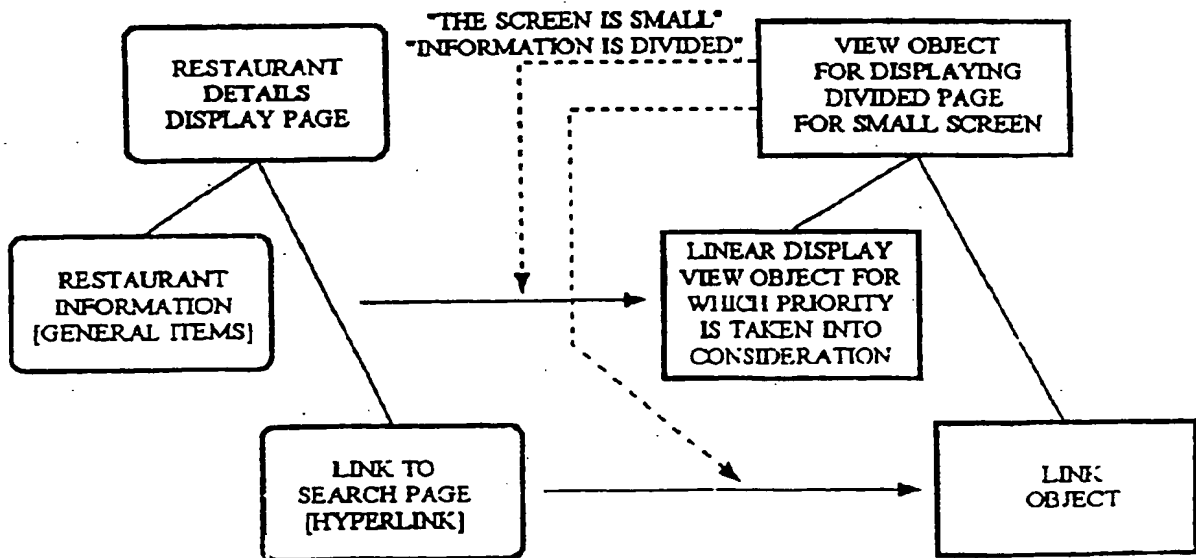 "THE SCREEN IS SMALL"
"INFORMATION IS DIVIDED"
RESTAURANT
DETAILS
DISPLAY PAGE
VIEW OBJECT
FOR DISPLAYING
DIVIDED PAGE
FOR SMALL SCREEN
RESTAURANT
INFORMATION
[GENERAL ITEMS]
LINEAR DISPLAY
VIEW OBJECT FOR
WHICH PRIORITY
IS TAKEN INTO
CONSIDERATION
LINK TO
SEARCH PAGE
[HYPERLINK]
LINK
OBJECT